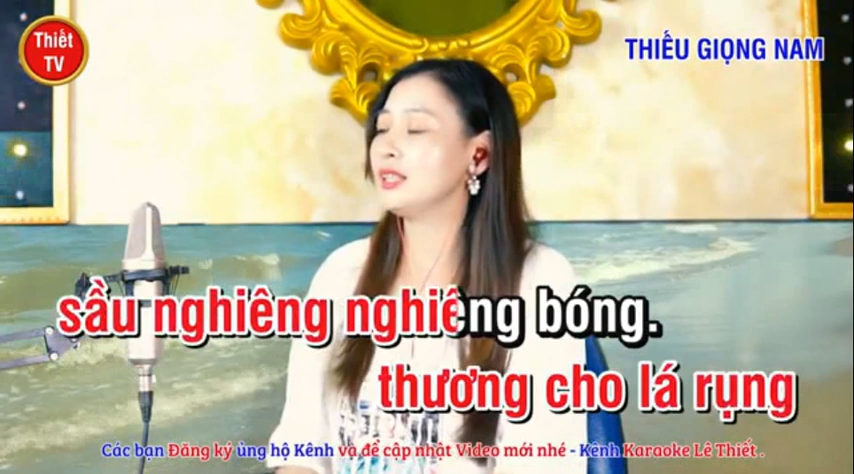 Thiết
TV
THIẾU GIỌNG NAM
sầu nghiêng nghiêng bóng.
thương cho lá rụng
Các bạn Đăng ký ủng hộ Kênh và để cập nhật Video mới nhé - Kênh Karaoke Lê Thiết .